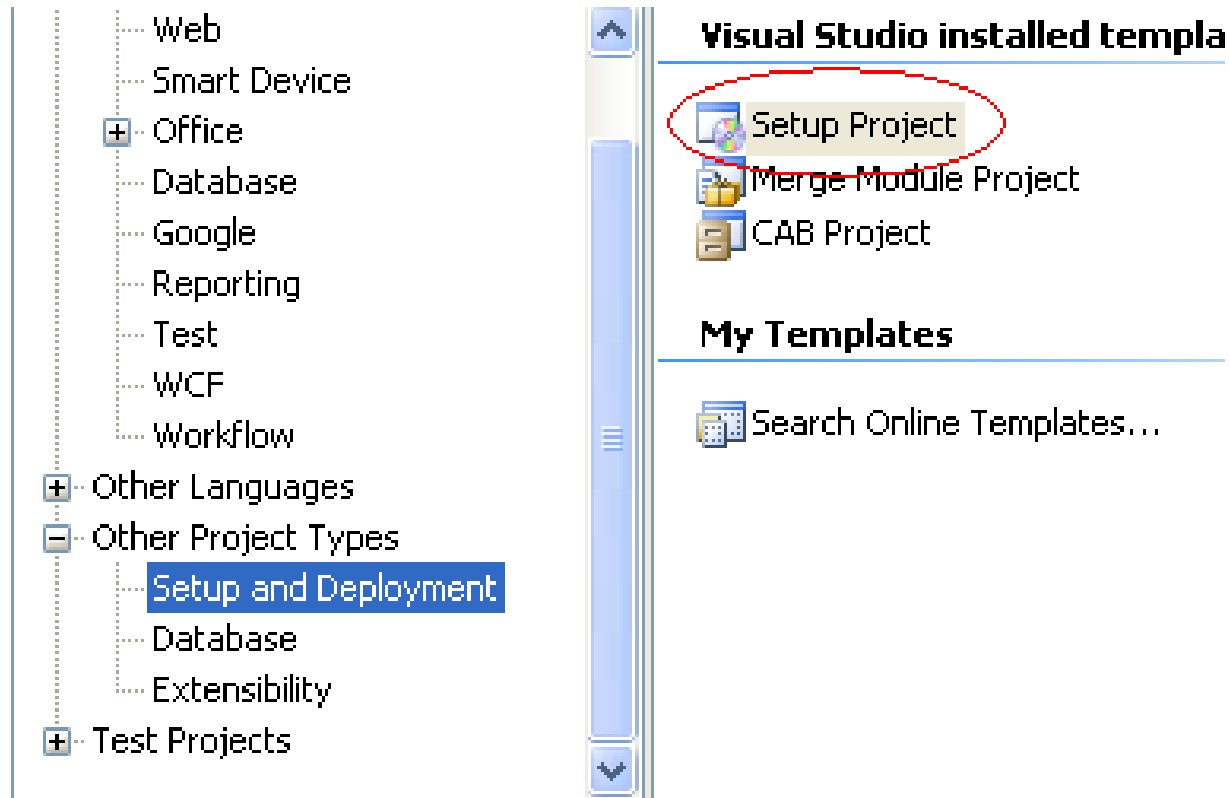 Web
Smart Device
Office
Database
Google
Reporting
Test
WCF
Workflow
Other Languages
Other Project Types
Setup and Deployment
Database
Extensibility
Test Projects
Visual Studio installed templa
Setup Project
Merge Module Project
CAB Project
My Templates
Search Online Templates...